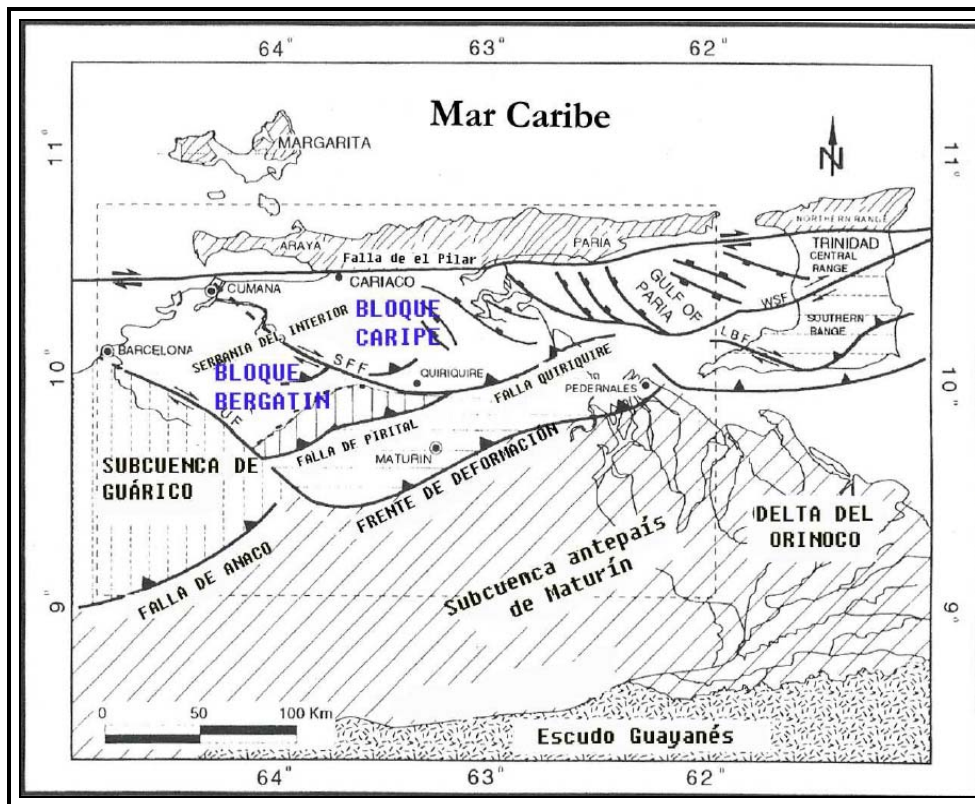 64°
63°
62°
Mar Caribe
11°
11°
MARGARITA
N
NORTHERN RANGE
ARAYA
PARIA
TRINIDAD
Falla de el Pilar
CENTRAL
RANGE
CARIACO
GULF OF
PARIA
CUMANA
WSF
SERRANIA DEL INTERIOR
BLOQUE
CARIPE
SOUTHERN
RANGE
LBF
BARCELONA
SFF
10°
10°
BLOQUE
BERGATIN
QUIRIQUIRE
FALLA QUIRIQUIRE
PEDERNALES
UF
FALLA DE PIRITAL
MATURIN
SUBCUENCA DE
GUÁRICO
FRENTE DE DEFORMACIÓN
DELTA DEL
ORINOCO
FALLA DE ANACO
Subcuenca antepaís
de Maturín
9°
9°
0 50 100 Km
Escudo Guayanés
64°
63°
62°